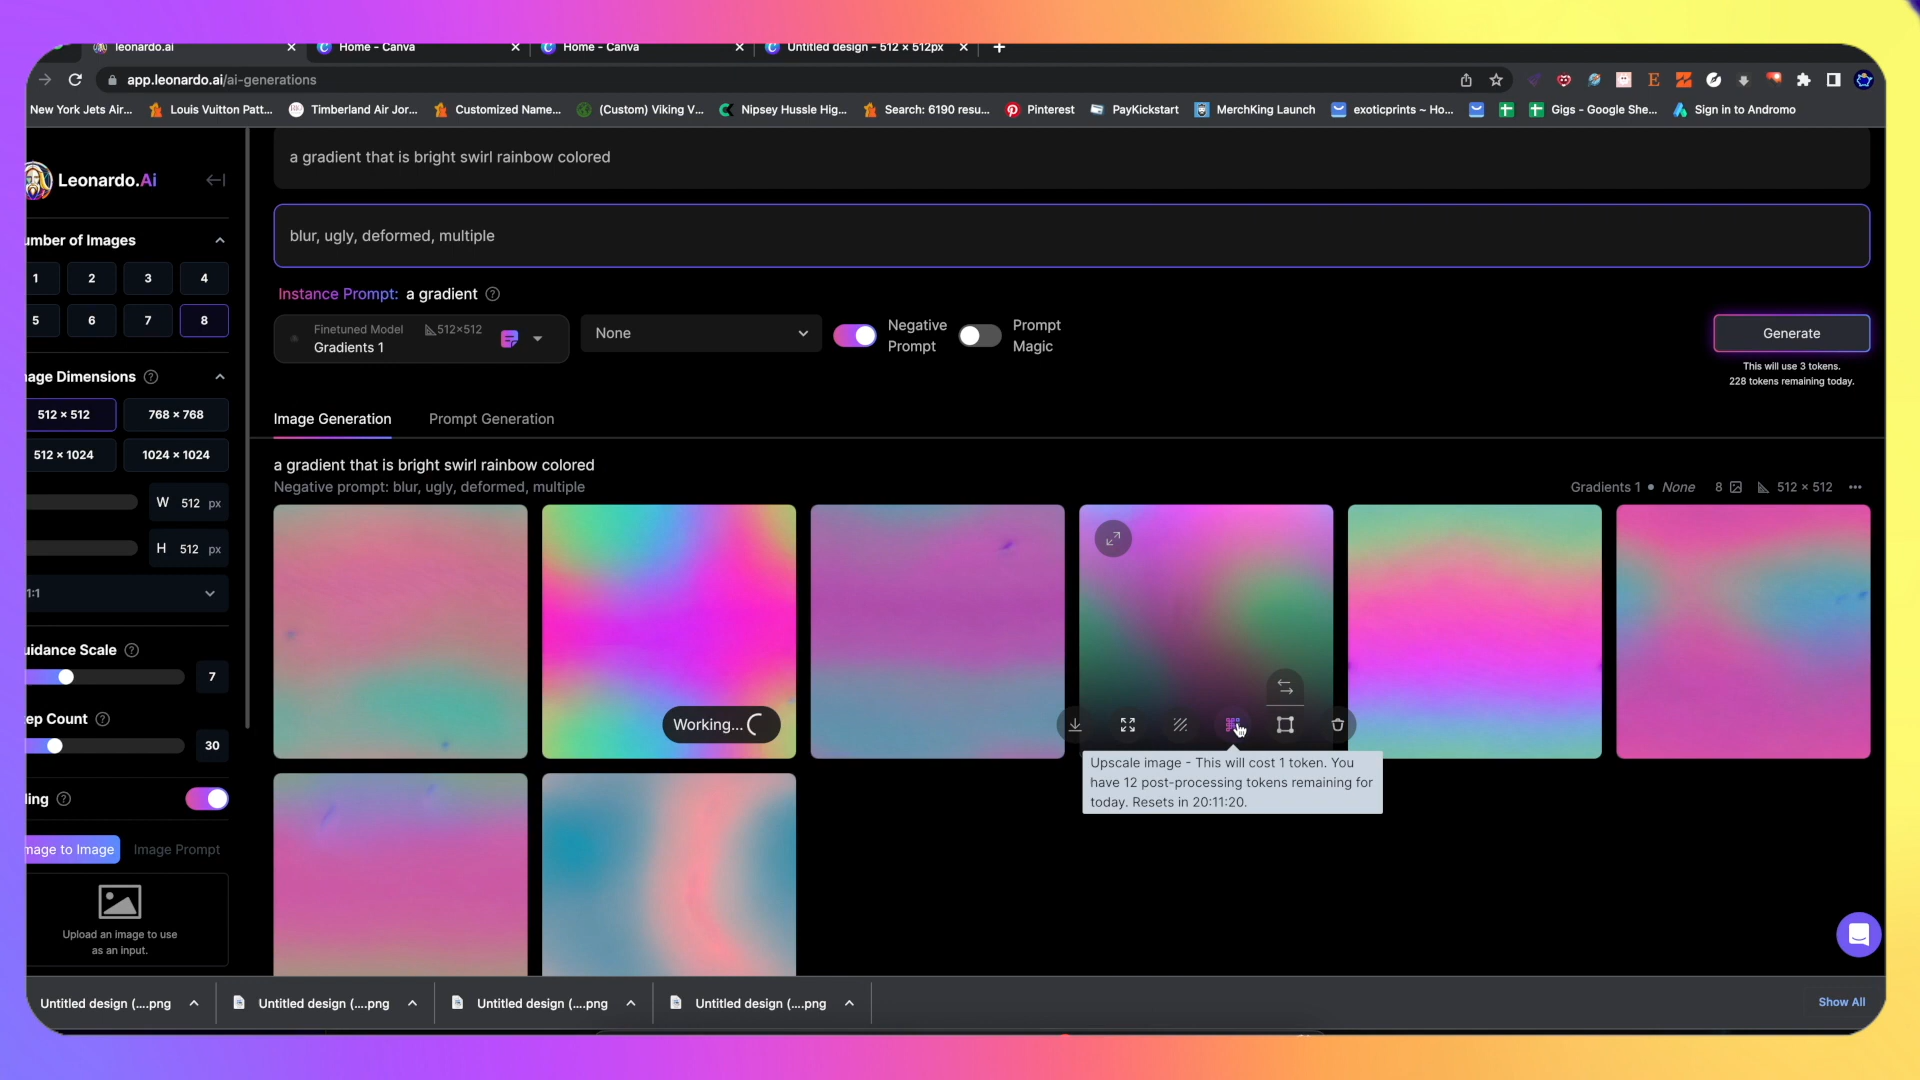 leonardo.ai
Home - Canva
Home - Canva
Untitled design - 512 × 512px
app.leonardo.ai/ai-generations
New York Jets Air...
Louis Vuitton Patt...
Timberland Air Jor...
Customized Name...
(Custom) Viking V...
Nipsey Hussle Hig...
Search: 6190 resu...
Pinterest
PayKickstart
MerchKing Launch
exoticprints ~ Ho...
Gigs - Google She...
Sign in to Andromo
Leonardo.Ai
a gradient that is bright swirl rainbow colored
blur, ugly, deformed, multiple
umber of Images
1 2 3 4
5 6 7 8
Instance Prompt: a gradient
Finetuned Model 512×512
Gradients 1
None
Negative
Prompt
Prompt
Magic
Generate
This will use 3 tokens.
228 tokens remaining today.
age Dimensions
512 × 512 768 × 768
512 × 1024 1024 × 1024
W 512 px
H 512 px
1:1
uidance Scale
7
ep Count
30
ling
mage to Image Image Prompt
Upload an image to use
as an input.
Image Generation Prompt Generation
a gradient that is bright swirl rainbow colored
Negative prompt: blur, ugly, deformed, multiple
Gradients 1 • None 8 512 × 512
Working...
Upscale image - This will cost 1 token. You
have 12 post-processing tokens remaining for
today. Resets in 20:11:20.
Untitled design (....png
Untitled design (....png
Untitled design (....png
Untitled design (....png
Show All